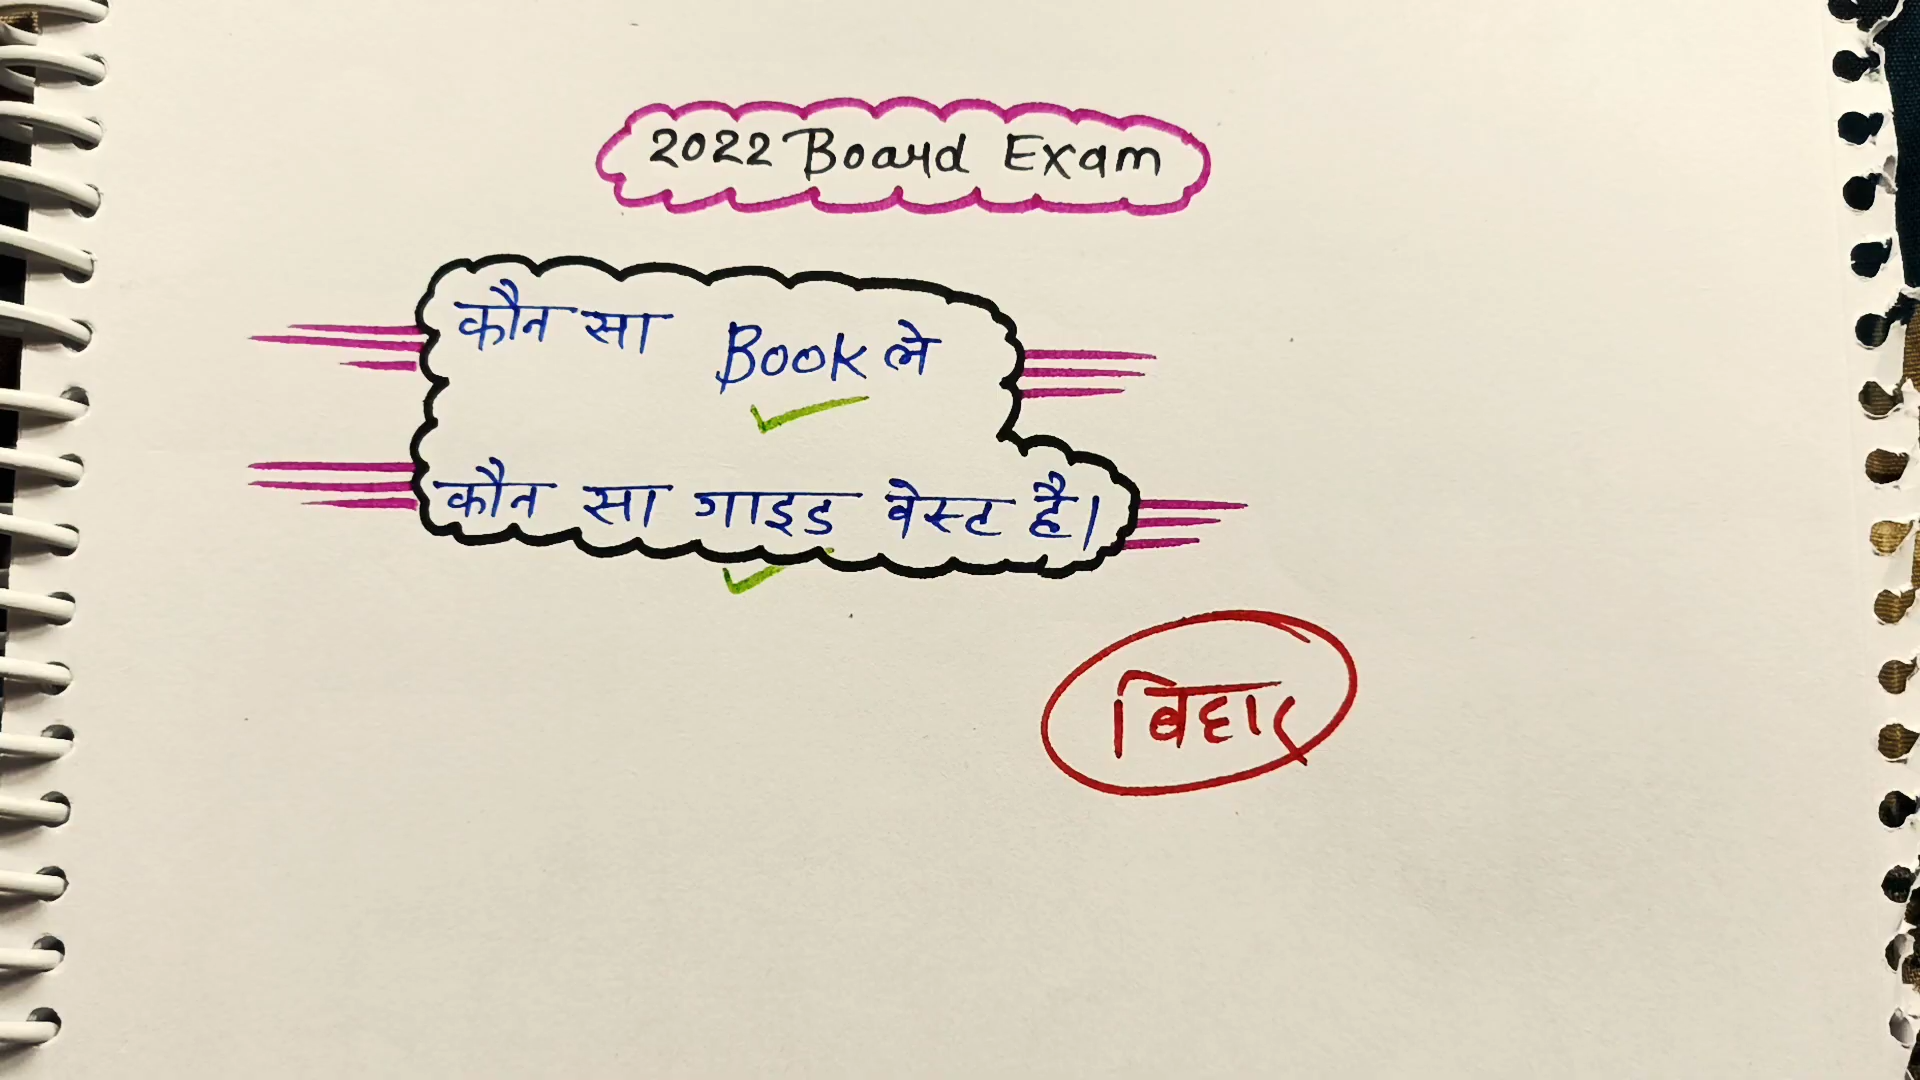 2022 Board Exam
कौन सा Book ले
कौन सा गाइड वेस्ट है।
बिहार